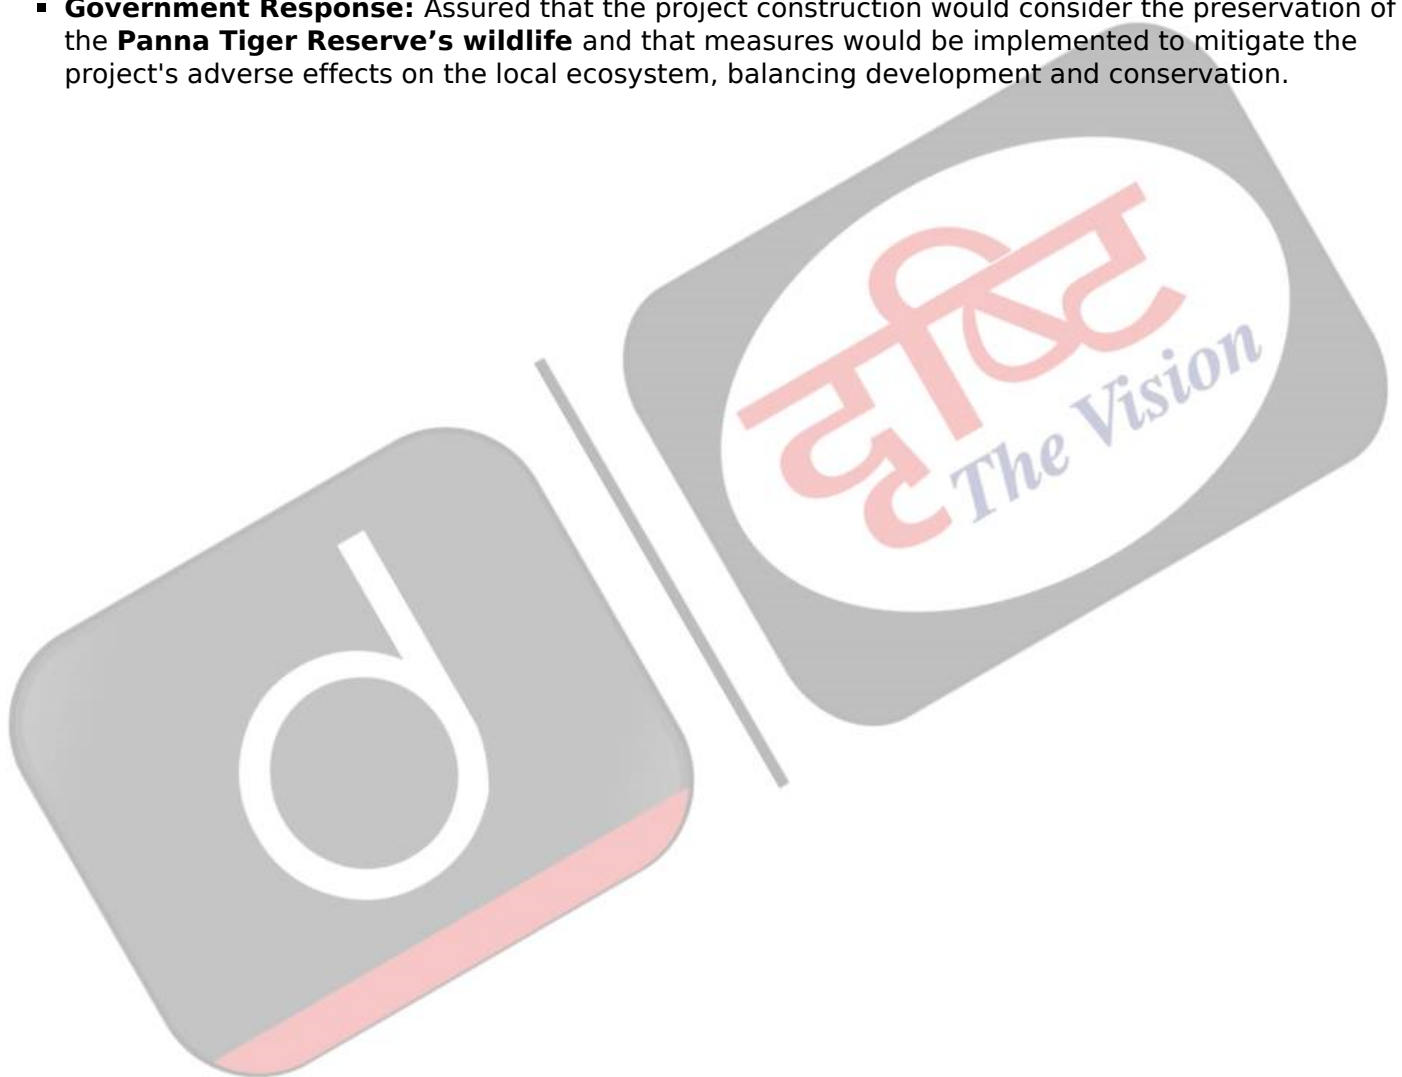 ▪ Government Response: Assured that the project construction would consider the preservation of
the Panna Tiger Reserve’s wildlife and that measures would be implemented to mitigate the
project's adverse effects on the local ecosystem, balancing development and conservation.
दृष्टि
The Vision
d